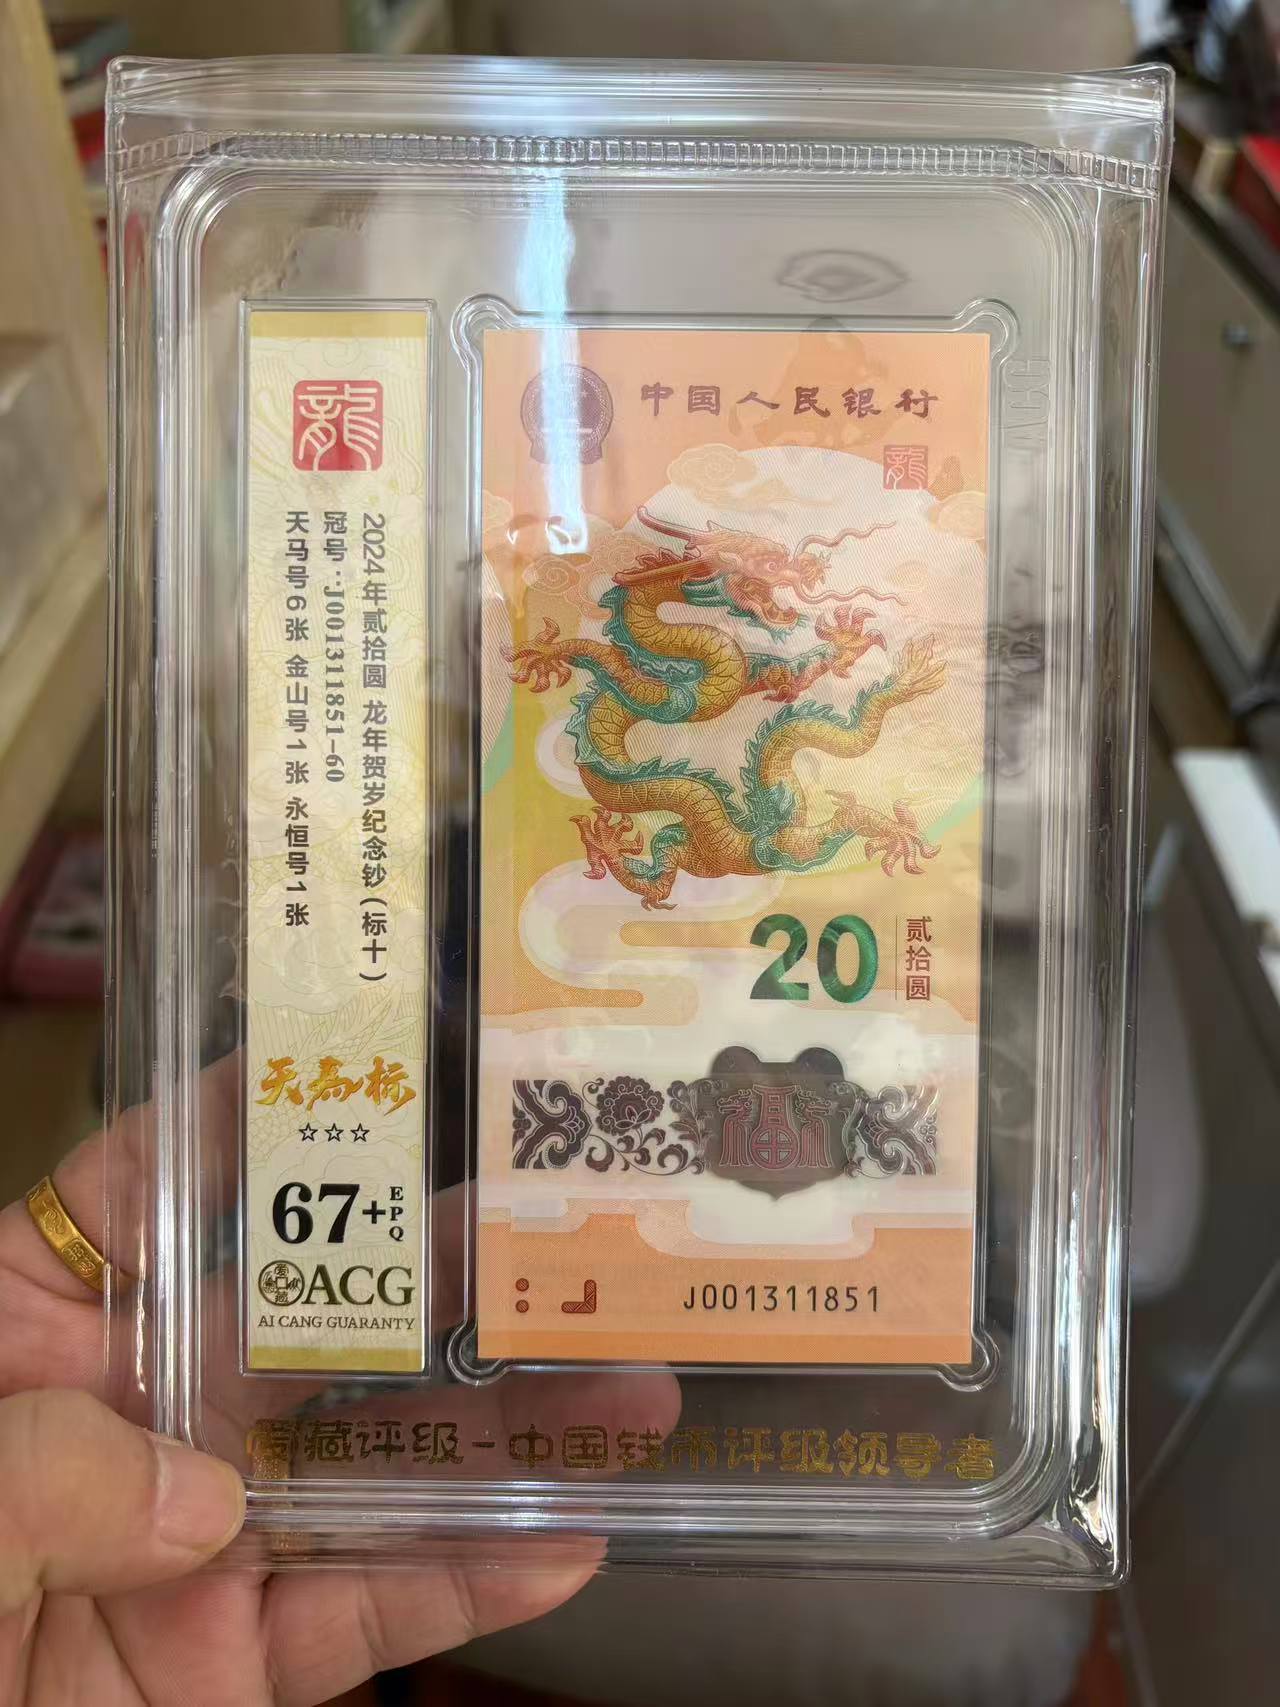 龍
2024年贰拾圆 龙年贺岁纪念钞(标十)
冠号:J001311851-60
天马号6张 金山号1张 永恒号1张
天马标
☆☆☆
67+EPQ
ACG
AI CANG GUARANTY
中国人民银行
龍
20
贰拾圆
福
J001311851
爱藏评级-中国钱币评级领导者